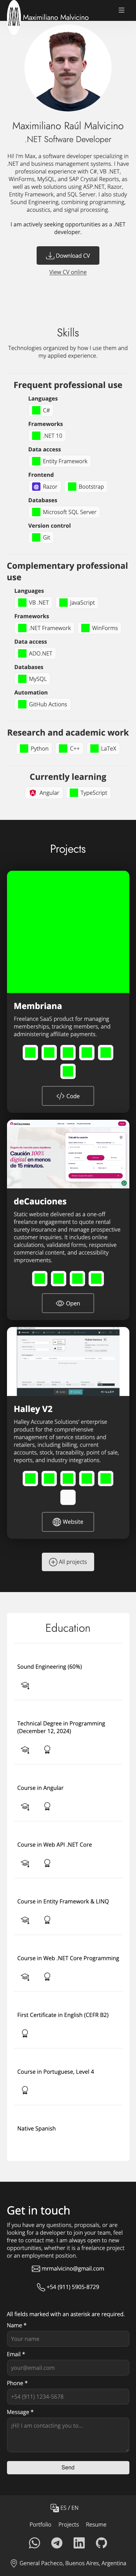 Maximiliano Malvicino
Maximiliano Raúl Malvicino
.NET Software Developer
Hi! I'm Max, a software developer specializing in
.NET and business management systems. I have
professional experience with C#, VB .NET,
WinForms, MySQL, and SAP Crystal Reports, as
well as web solutions using ASP.NET, Razor,
Entity Framework, and SQL Server. I also study
Sound Engineering, combining programming,
acoustics, and signal processing.
I am actively seeking opportunities as a .NET
developer.
Download CV
View CV online
Skills
Technologies organized by how I use them and
my applied experience.
Frequent professional use
Languages
C#
Frameworks
.NET 10
Data access
Entity Framework
Frontend
Razor Bootstrap
Databases
Microsoft SQL Server
Version control
Git
Complementary professional
use
Languages
VB .NET JavaScript
Frameworks
.NET Framework WinForms
Data access
ADO.NET
Databases
MySQL
Automation
GitHub Actions
Research and academic work
Python C++ LaTeX
Currently learning
Angular TypeScript
Projects
Membriana
Freelance SaaS product for managing
memberships, tracking members, and
administering affiliate payments.
Code
deCauciones
deCauciones
Static website delivered as a one-off
freelance engagement to quote rental
surety insurance and manage prospective
customer inquiries. It includes online
calculations, validated forms, responsive
commercial content, and accessibility
improvements.
Open
Halley V2
Halley Accurate Solutions' enterprise
product for the comprehensive
management of service stations and
retailers, including billing, current
accounts, stock, traceability, point of sale,
reports, and industry integrations.
Website
All projects
Education
Sound Engineering (60%)
Technical Degree in Programming
(December 12, 2024)
Course in Angular
Course in Web API .NET Core
Course in Entity Framework & LINQ
Course in Web .NET Core Programming
First Certificate in English (CEFR B2)
Course in Portuguese, Level 4
Native Spanish
Get in touch
If you have any questions, proposals, or are
looking for a developer to join your team, feel
free to contact me. I am always open to new
opportunities, whether it is a freelance project
or an employment position.
mrmalvicino@gmail.com
+54 (911) 5905-8729
All fields marked with an asterisk are required.
Name *
Your name
Email *
your@email.com
Phone *
+54 (911) 1234-5678
Message *
¡Hi! I am contacting you to...
Send
ES / EN
Portfolio Projects Resume
General Pacheco, Buenos Aires, Argentina